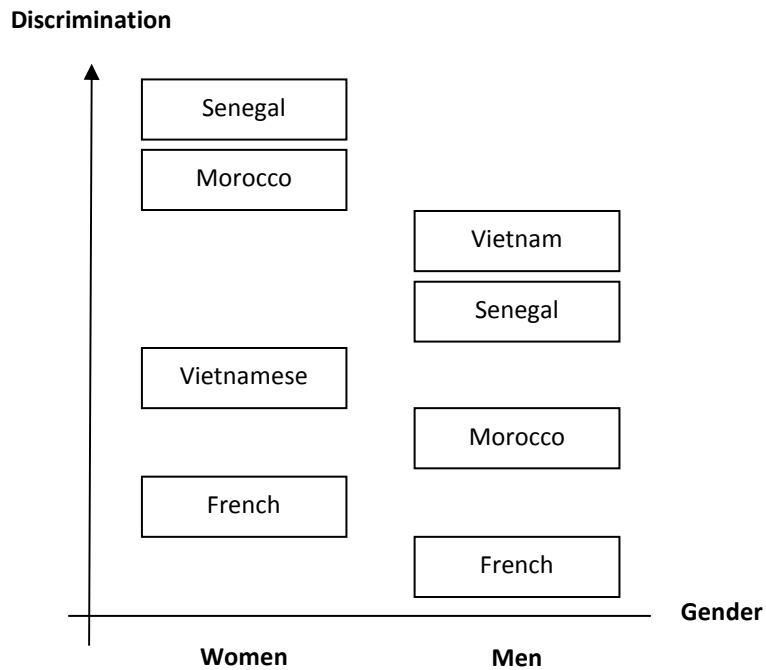 Discrimination
Senegal
Morocco
Vietnam
Senegal
Vietnamese
Morocco
French
French
Gender
Women
Men